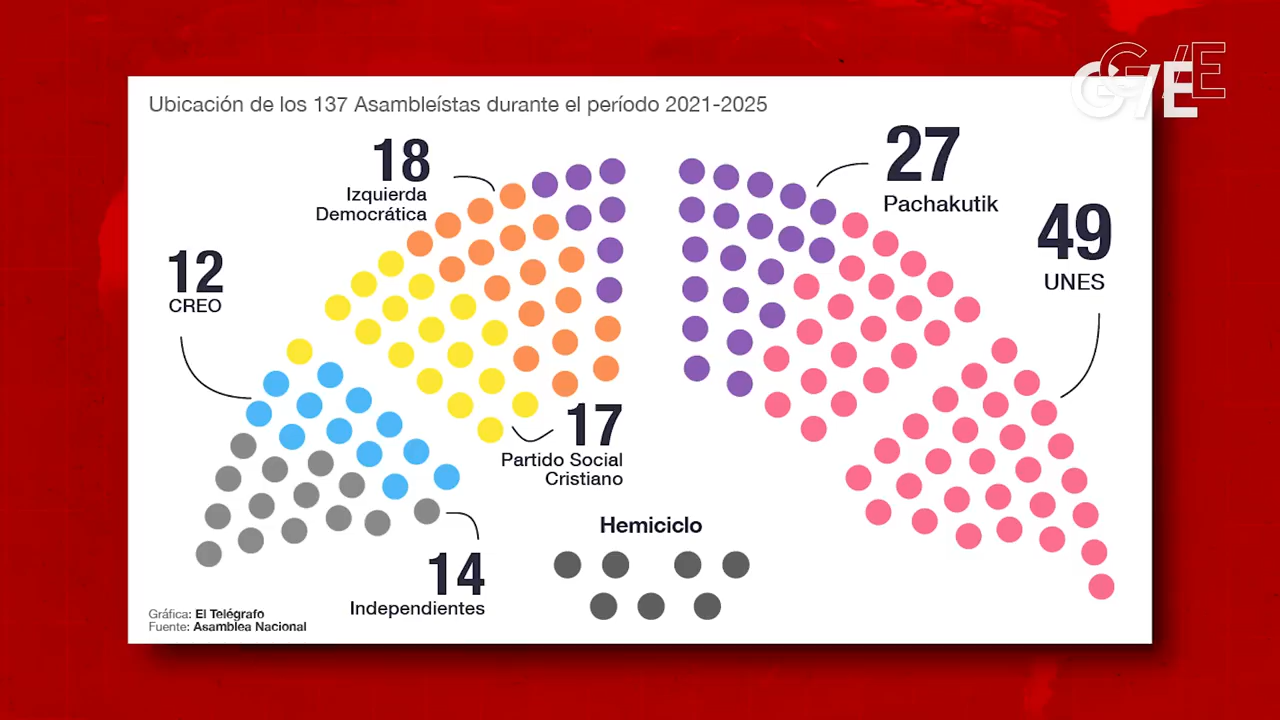 G/E
Ubicación de los 137 Asambleístas durante el período 2021-2025
18
Izquierda
Democrática
27
Pachakutik
12
CREO
49
UNES
17
Partido Social
Cristiano
Hemiciclo
14
Independientes
Gráfica: El Telégrafo
Fuente: Asamblea Nacional